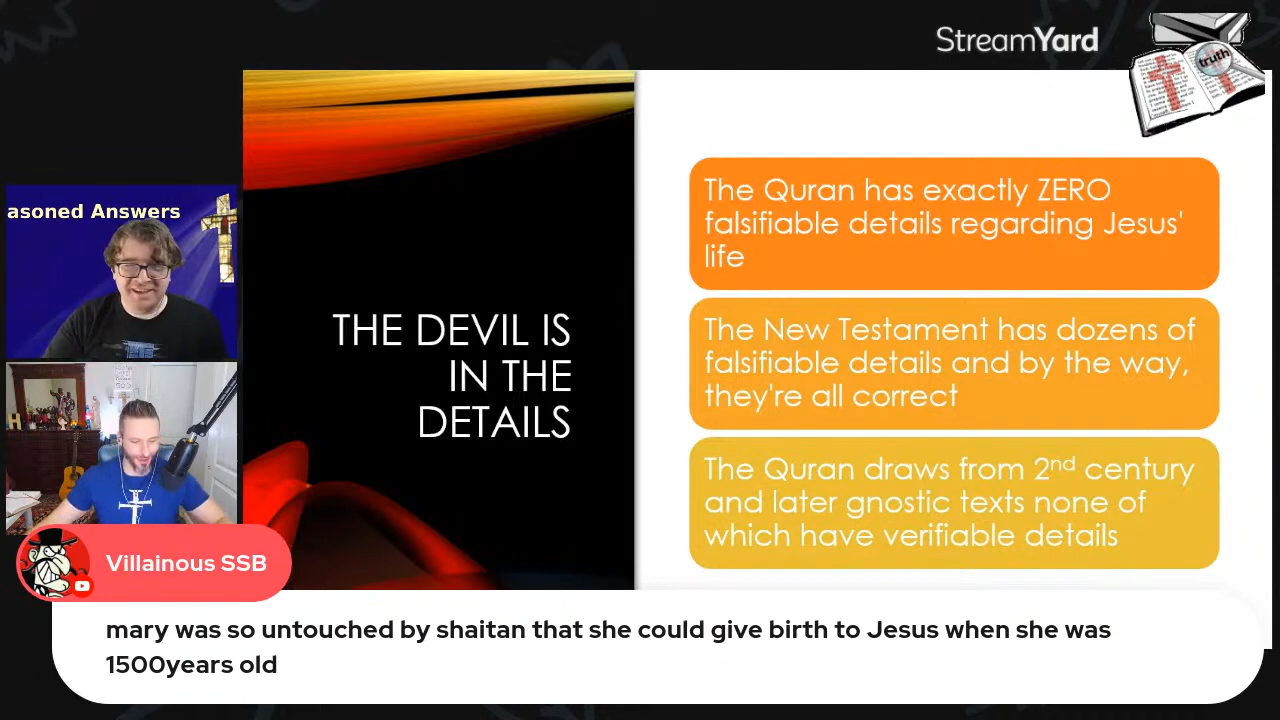 StreamYard
truth
asoned Answers
THE DEVIL IS
IN THE
DETAILS
The Quran has exactly ZERO
falsifiable details regarding Jesus'
life
The New Testament has dozens of
falsifiable details and by the way,
they're all correct
The Quran draws from 2nd century
and later gnostic texts none of
which have verifiable details
Villainous SSB
mary was so untouched by shaitan that she could give birth to Jesus when she was
1500years old